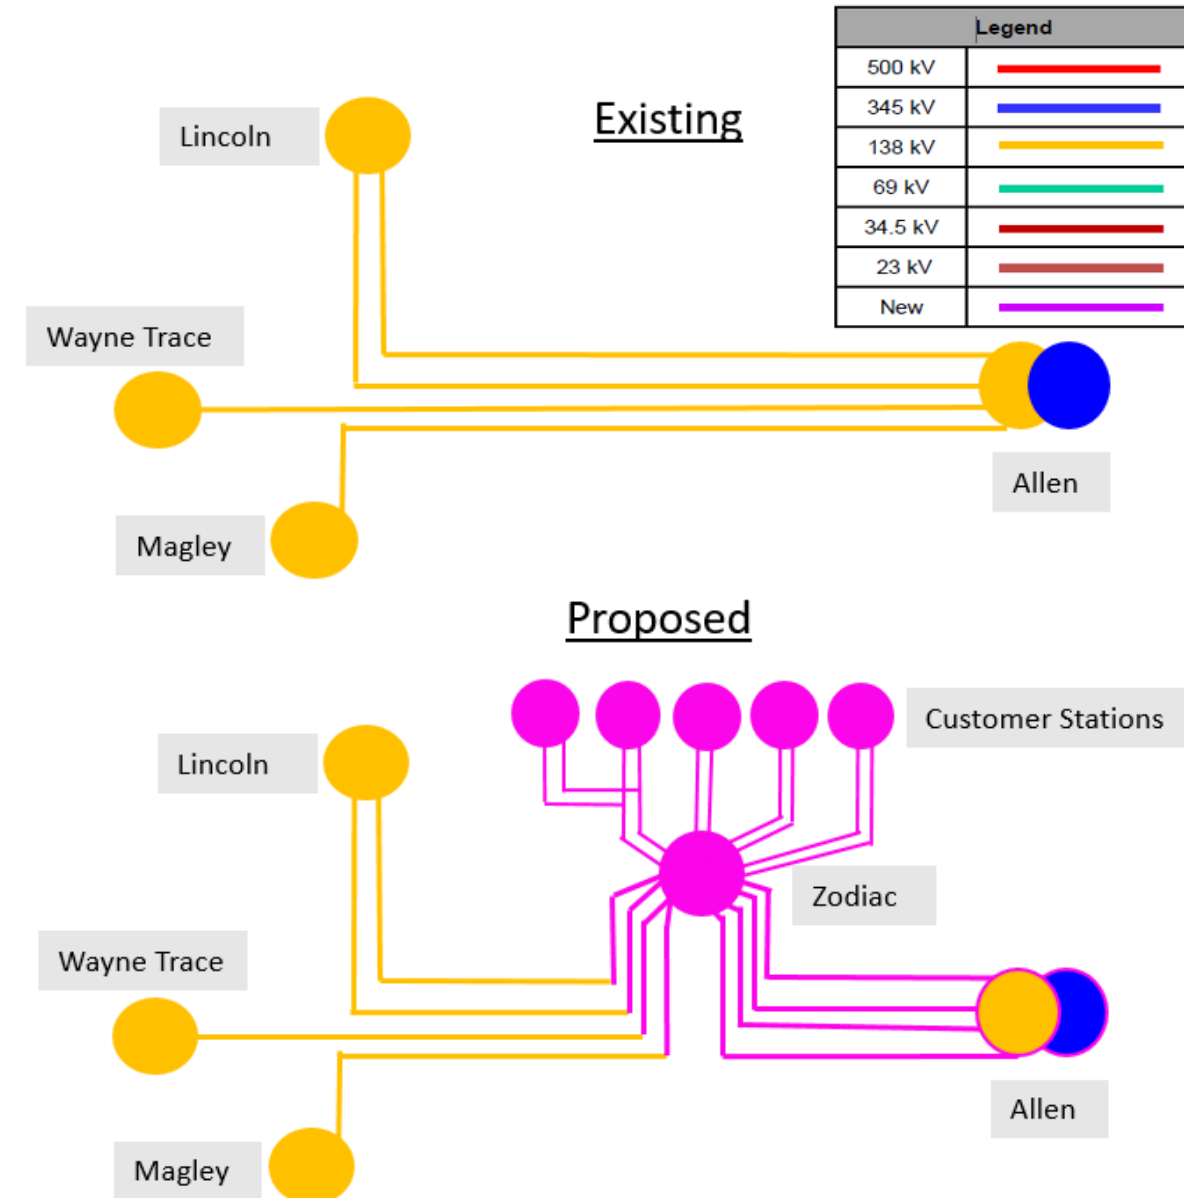 Legend
500 kV
345 kV
138 kV
69 kV
34.5 kV
23 kV
New
Existing
Lincoln
Wayne Trace
Allen
Magley
Proposed
Customer Stations
Lincoln
Zodiac
Wayne Trace
Allen
Magley